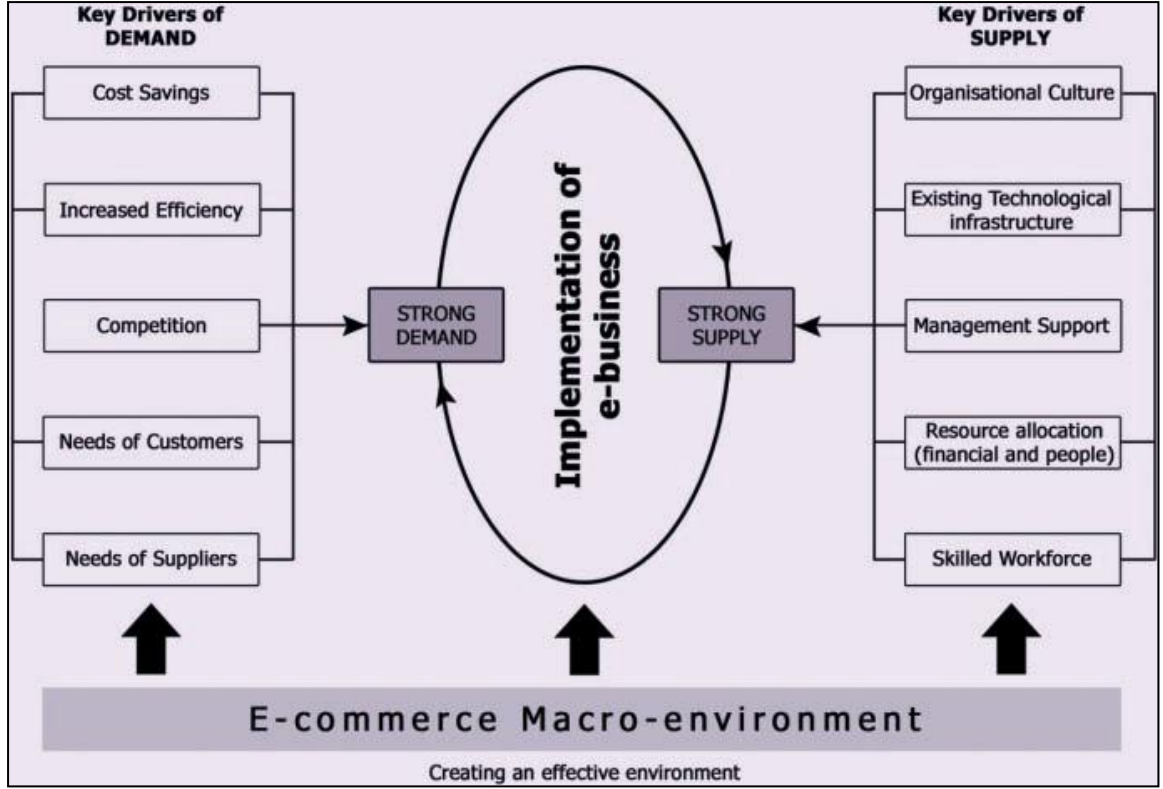 Key Drivers of
DEMAND
Cost Savings
Increased Efficiency
Competition
Needs of Customers
Needs of Suppliers
STRONG
DEMAND
Implementation of
e-business
STRONG
SUPPLY
Key Drivers of
SUPPLY
Organisational Culture
Existing Technological
infrastructure
Management Support
Resource allocation
(financial and people)
Skilled Workforce
E-commerce Macro-environment
Creating an effective environment